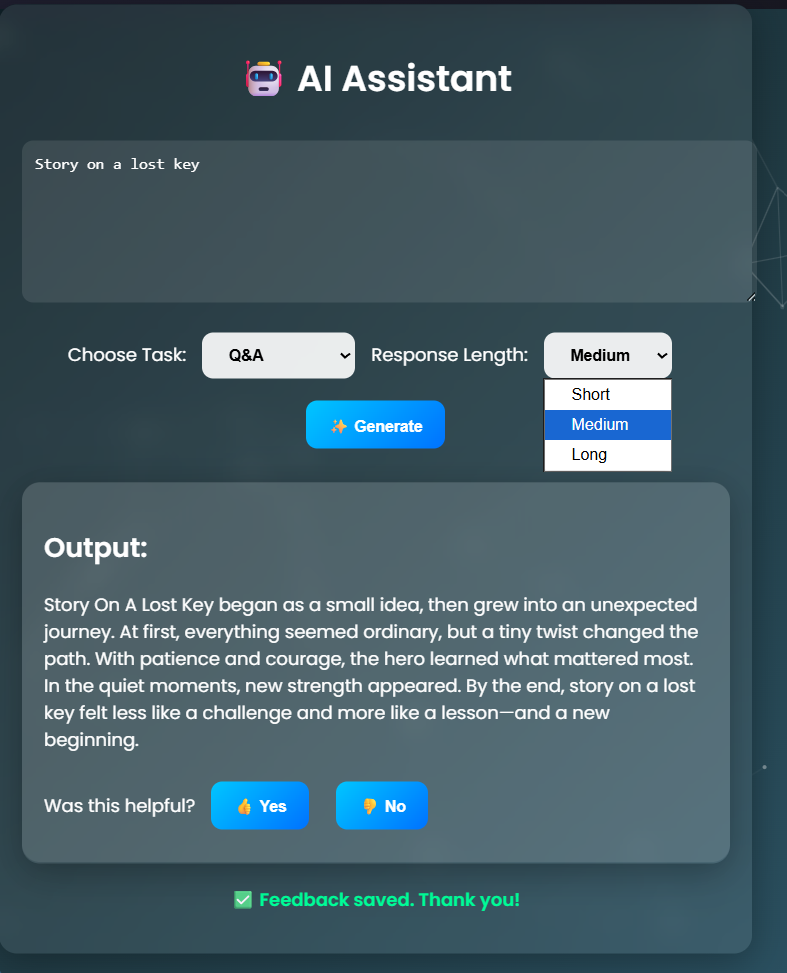 🤖 AI Assistant
Story on a lost key
Choose Task: Q&A Response Length: Medium
Short
Medium
Long
✨ Generate
Output:
Story On A Lost Key began as a small idea, then grew into an unexpected
journey. At first, everything seemed ordinary, but a tiny twist changed the
path. With patience and courage, the hero learned what mattered most.
In the quiet moments, new strength appeared. By the end, story on a lost
key felt less like a challenge and more like a lesson—and a new
beginning.
Was this helpful? 👍 Yes 👎 No
✅ Feedback saved. Thank you!